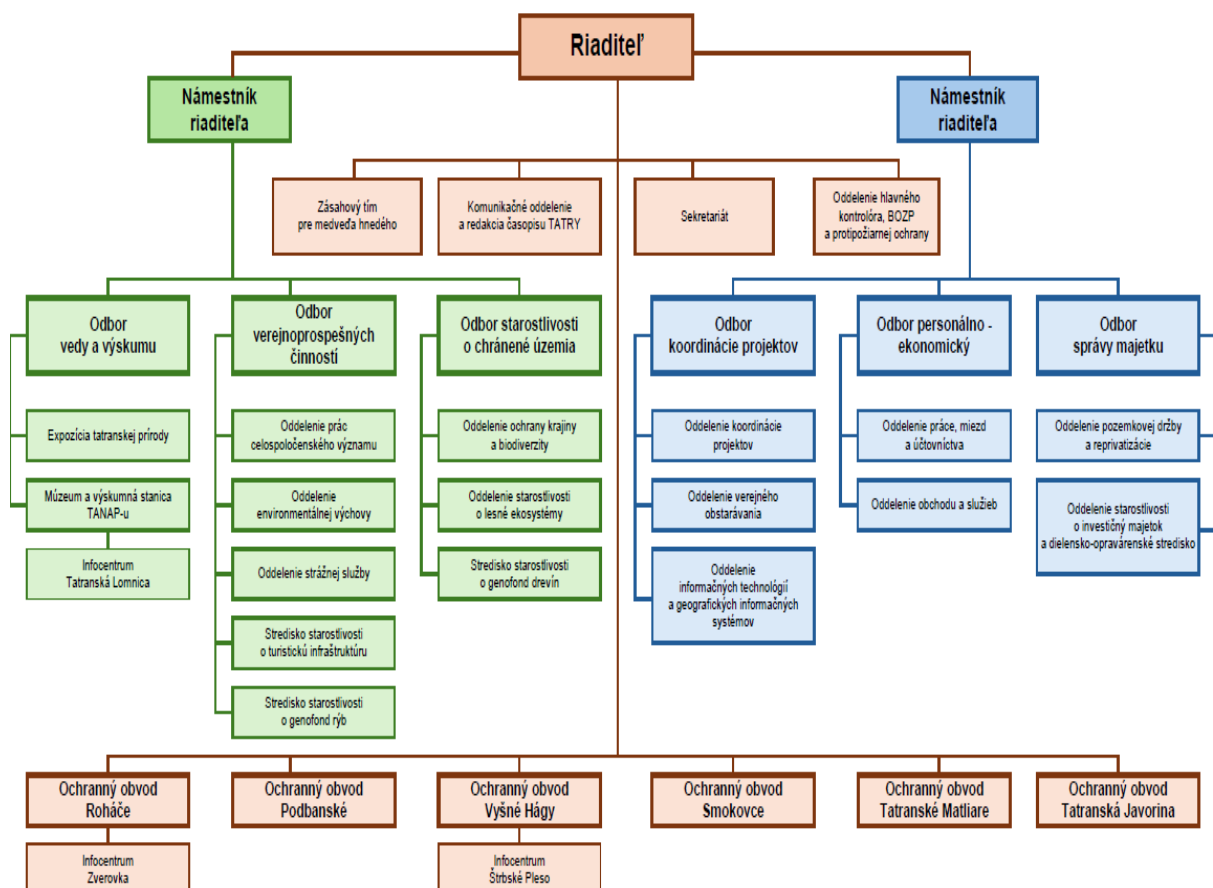 Riaditeľ
Námestník
riaditeľa
Námestník
riaditeľa
Zásahový tím
pre medveďa hnedého
Komunikačné oddelenie
a redakcia časopisu TATRY
Sekretariát
Oddelenie hlavného
kontrolóra, BOZP
a protipožiarnej ochrany
Odbor
vedy a výskumu
Odbor
verejnoprospešných
činností
Odbor starostlivosti
o chránené územia
Odbor
koordinácie projektov
Odbor personálno -
ekonomický
Odbor
správy majetku
Expozícia tatranskej prírody
Oddelenie prác
celospoločenského významu
Oddelenie ochrany krajiny
a biodiverzity
Oddelenie koordinácie
projektov
Oddelenie práce, miezd
a účtovníctva
Oddelenie pozemkovej držby
a reprivatizácie
Múzeum a výskumná stanica
TANAP-u
Oddelenie
environmentálnej výchovy
Oddelenie starostlivosti
o lesné ekosystémy
Oddelenie verejného
obstarávania
Oddelenie obchodu a služieb
Oddelenie starostlivosti
o investičný majetok
a dielensko-opravárenské stredisko
Infocentrum
Tatranská Lomnica
Oddelenie strážnej služby
Stredisko starostlivosti
o genofond drevín
Oddelenie
informačných technológií
a geografických informačných
systémov
Stredisko starostlivosti
o turistickú infraštruktúru
Stredisko starostlivosti
o genofond rýb
Ochranný obvod
Roháče
Ochranný obvod
Podbanské
Ochranný obvod
Vyšné Hágy
Ochranný obvod
Smokovce
Ochranný obvod
Tatranské Matliare
Ochranný obvod
Tatranská Javorina
Infocentrum
Zverovka
Infocentrum
Štrbské Pleso